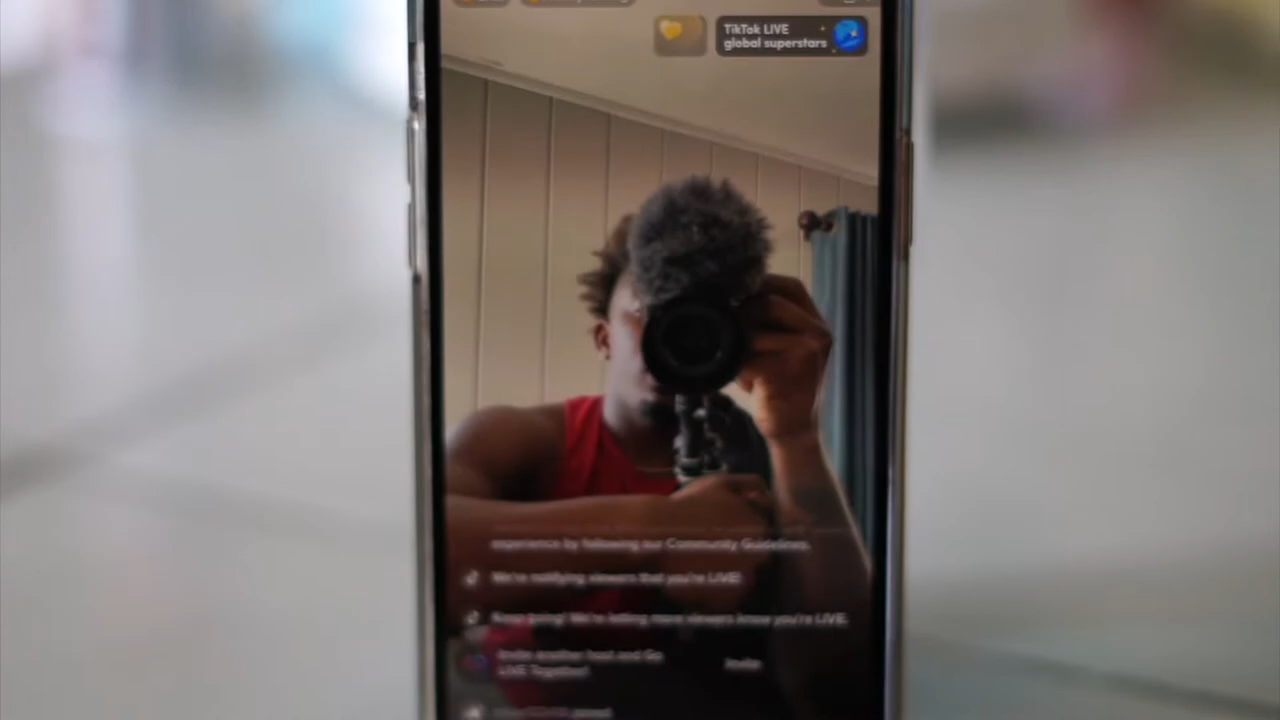 TikTok LIVE
global superstars
experience by following our Community Guidelines.
We're notifying viewers that you're LIVE!
Keep going! We're letting more viewers know you're LIVE.
Invite another host and Go
LIVE Together!
Invite
joined